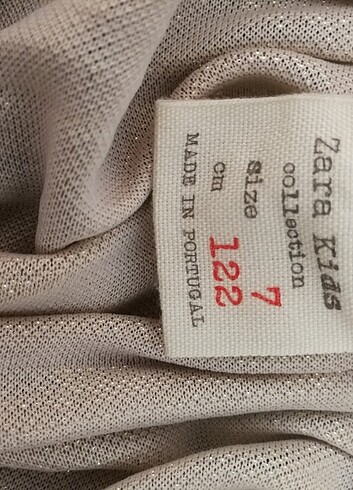 Zara Kids
collection
size 7
cm 122
MADE IN PORTUGAL